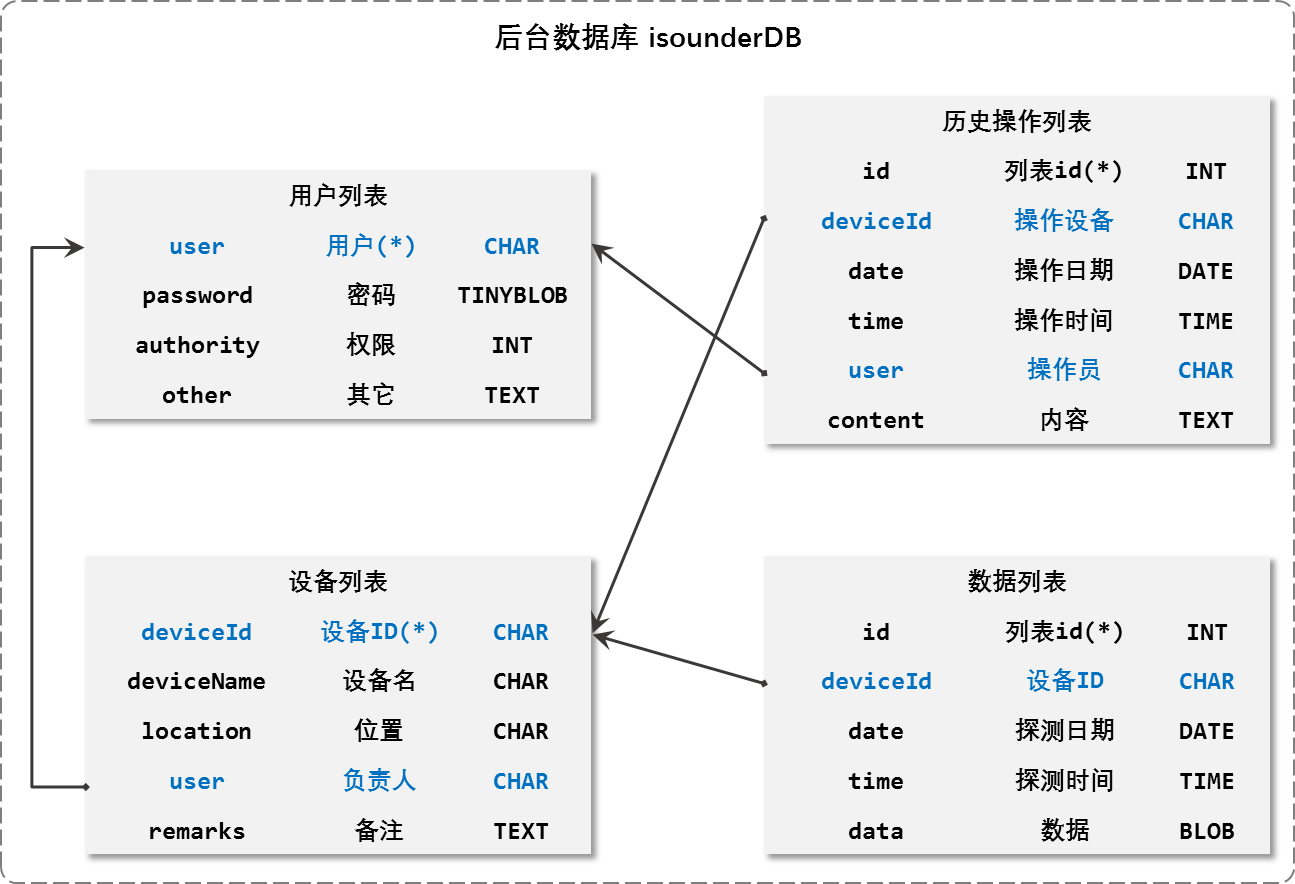 后台数据库 isounderDB
用户列表
user 用户(*) CHAR
password 密码 TINYBLOB
authority 权限 INT
other 其它 TEXT
历史操作列表
id 列表id(*) INT
deviceId 操作设备 CHAR
date 操作日期 DATE
time 操作时间 TIME
user 操作员 CHAR
content 内容 TEXT
设备列表
deviceId 设备ID(*) CHAR
deviceName 设备名 CHAR
location 位置 CHAR
user 负责人 CHAR
remarks 备注 TEXT
数据列表
id 列表id(*) INT
deviceId 设备ID CHAR
date 探测日期 DATE
time 探测时间 TIME
data 数据 BLOB